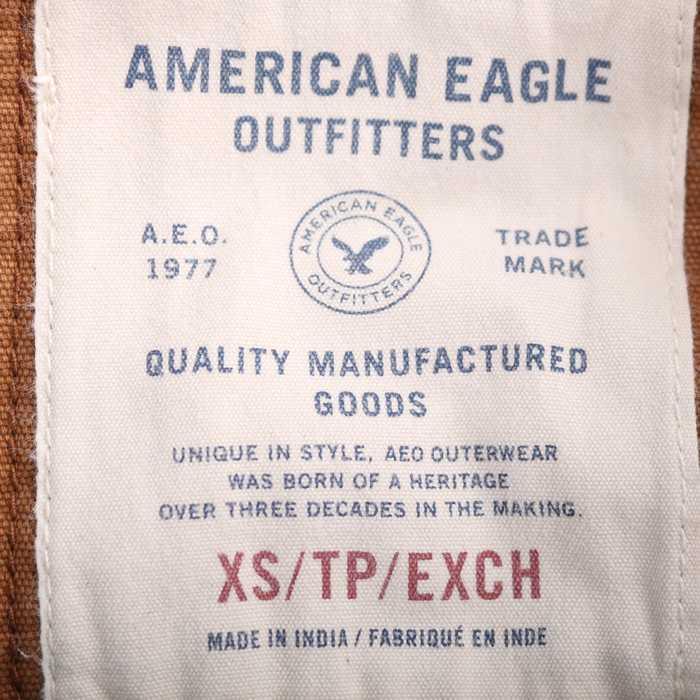 AMERICAN EAGLE
OUTFITTERS
A.E.O.
1977
AMERICAN EAGLE
OUTFITTERS
TRADE
MARK
QUALITY MANUFACTURED
GOODS
UNIQUE IN STYLE, AEO OUTERWEAR
WAS BORN OF A HERITAGE
OVER THREE DECADES IN THE MAKING.
XS/TP/EXCH
MADE IN INDIA / FABRIQUÉ EN INDE